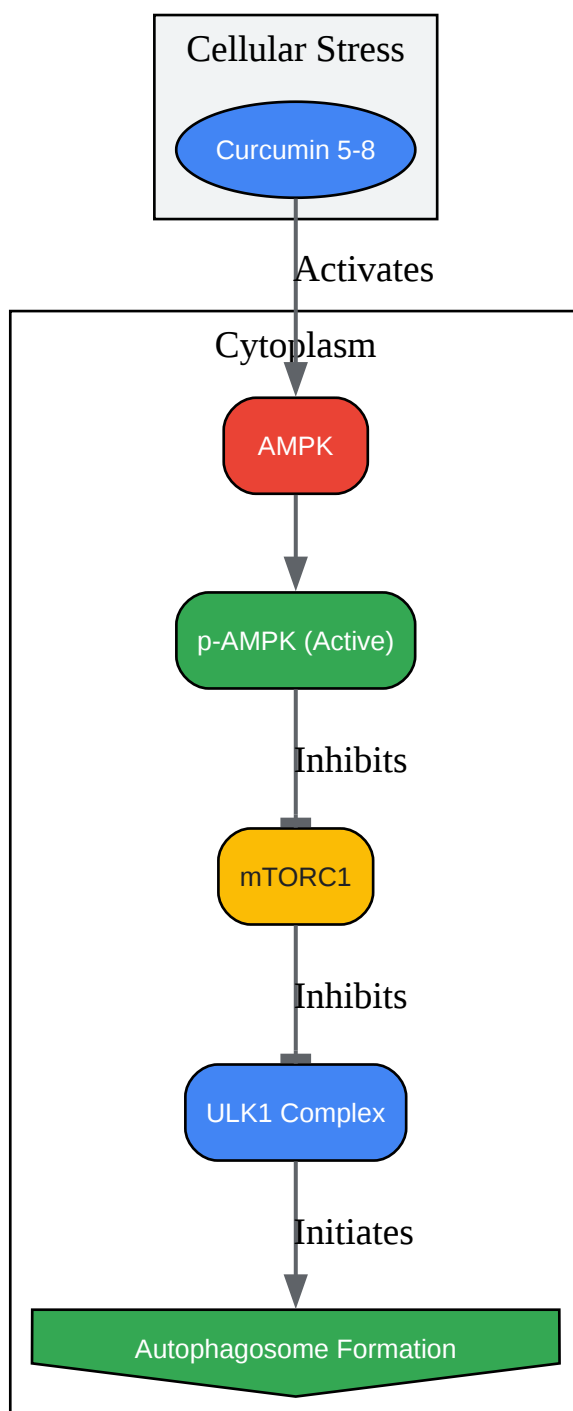 Cellular Stress
Curcumin 5-8
Activates
Cytoplasm
AMPK
p-AMPK (Active)
Inhibits
mTORC1
Inhibits
ULK1 Complex
Initiates
Autophagosome Formation